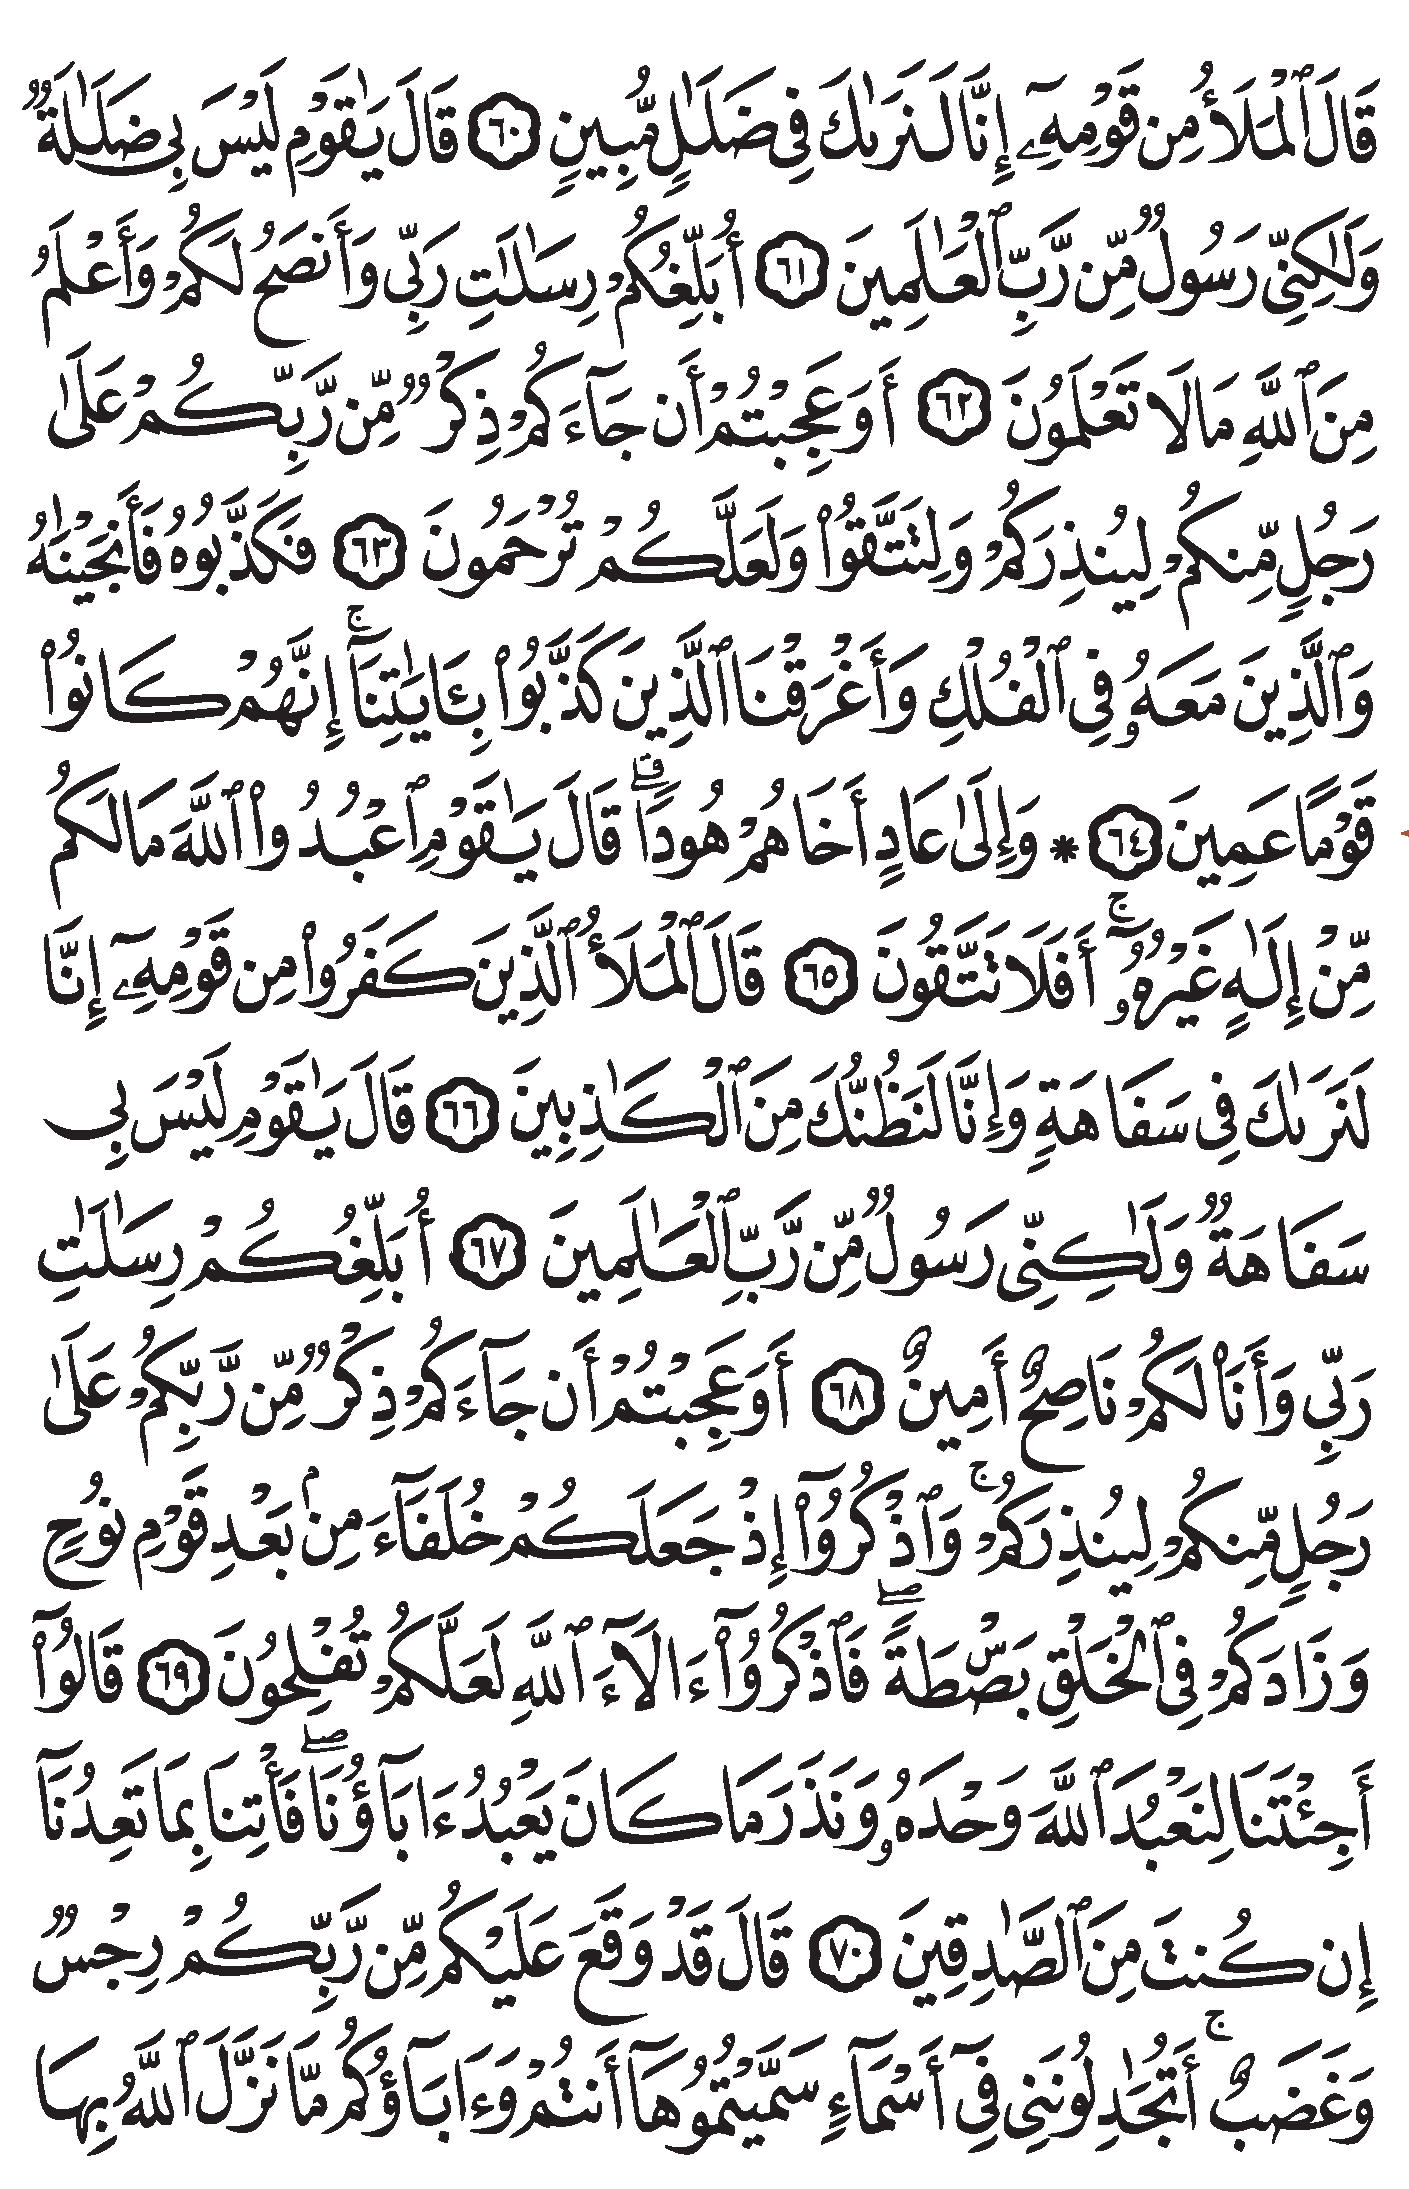 قَالَ ٱلْمَلَأُ مِن قَوْمِهِۦٓ إِنَّا لَنَرَىٰكَ فِى ضَلَـٰلٍ مُّبِينٍ ٦٠ قَالَ يَـٰقَوْمِ لَيْسَ بِى ضَلَـٰلَةٌ
وَلَـٰكِنِّى رَسُولٌ مِّن رَّبِّ ٱلْعَـٰلَمِينَ ٦١ أُبَلِّغُكُمْ رِسَـٰلَـٰتِ رَبِّى وَأَنصَحُ لَكُمْ وَأَعْلَمُ
مِنَ ٱللَّهِ مَا لَا تَعْلَمُونَ ٦٢ أَوَعَجِبْتُمْ أَن جَآءَكُمْ ذِكْرٌ مِّن رَّبِّكُمْ عَلَىٰ
رَجُلٍ مِّنكُمْ لِيُنذِرَكُمْ وَلِتَتَّقُوا۟ وَلَعَلَّكُمْ تُرْحَمُونَ ٦٣ فَكَذَّبُوهُ فَأَنجَيْنَـٰهُ
وَٱلَّذِينَ مَعَهُۥ فِى ٱلْفُلْكِ وَأَغْرَقْنَا ٱلَّذِينَ كَذَّبُوا۟ بِـَٔايَـٰتِنَآ ۚ إِنَّهُمْ كَانُوا۟
قَوْمًا عَمِينَ ٦٤ * وَإِلَىٰ عَادٍ أَخَاهُمْ هُودًا ۗ قَالَ يَـٰقَوْمِ ٱعْبُدُوا۟ ٱللَّهَ مَا لَكُم
مِّنْ إِلَـٰهٍ غَيْرُهُۥٓ ۚ أَفَلَا تَتَّقُونَ ٦٥ قَالَ ٱلْمَلَأُ ٱلَّذِينَ كَفَرُوا۟ مِن قَوْمِهِۦٓ إِنَّا
لَنَرَىٰكَ فِى سَفَاهَةٍ وَإِنَّا لَنَظُنُّكَ مِنَ ٱلْكَـٰذِبِينَ ٦٦ قَالَ يَـٰقَوْمِ لَيْسَ بِى
سَفَاهَةٌ وَلَـٰكِنِّى رَسُولٌ مِّن رَّبِّ ٱلْعَـٰلَمِينَ ٦٧ أُبَلِّغُكُمْ رِسَـٰلَـٰتِ
رَبِّى وَأَنَا۠ لَكُمْ نَاصِحٌ أَمِينٌ ٦٨ أَوَعَجِبْتُمْ أَن جَآءَكُمْ ذِكْرٌ مِّن رَّبِّكُمْ عَلَىٰ
رَجُلٍ مِّنكُمْ لِيُنذِرَكُمْ ۚ وَٱذْكُرُوٓا۟ إِذْ جَعَلَكُمْ خُلَفَآءَ مِنۢ بَعْدِ قَوْمِ نُوحٍ
وَزَادَكُمْ فِى ٱلْخَلْقِ بَصْۜطَةً ۖ فَٱذْكُرُوٓا۟ ءَالَآءَ ٱللَّهِ لَعَلَّكُمْ تُفْلِحُونَ ٦٩ قَالُوٓا۟
أَجِئْتَنَا لِنَعْبُدَ ٱللَّهَ وَحْدَهُۥ وَنَذَرَ مَا كَانَ يَعْبُدُ ءَابَآؤُنَا ۖ فَأْتِنَا بِمَا تَعِدُنَآ
إِن كُنتَ مِنَ ٱلصَّـٰدِقِينَ ٧٠ قَالَ قَدْ وَقَعَ عَلَيْكُم مِّن رَّبِّكُمْ رِجْسٌ
وَغَضَبٌ ۖ أَتُجَـٰدِلُونَنِى فِىٓ أَسْمَآءٍ سَمَّيْتُمُوهَآ أَنتُمْ وَءَابَآؤُكُم مَّا نَزَّلَ ٱللَّهُ بِهَا